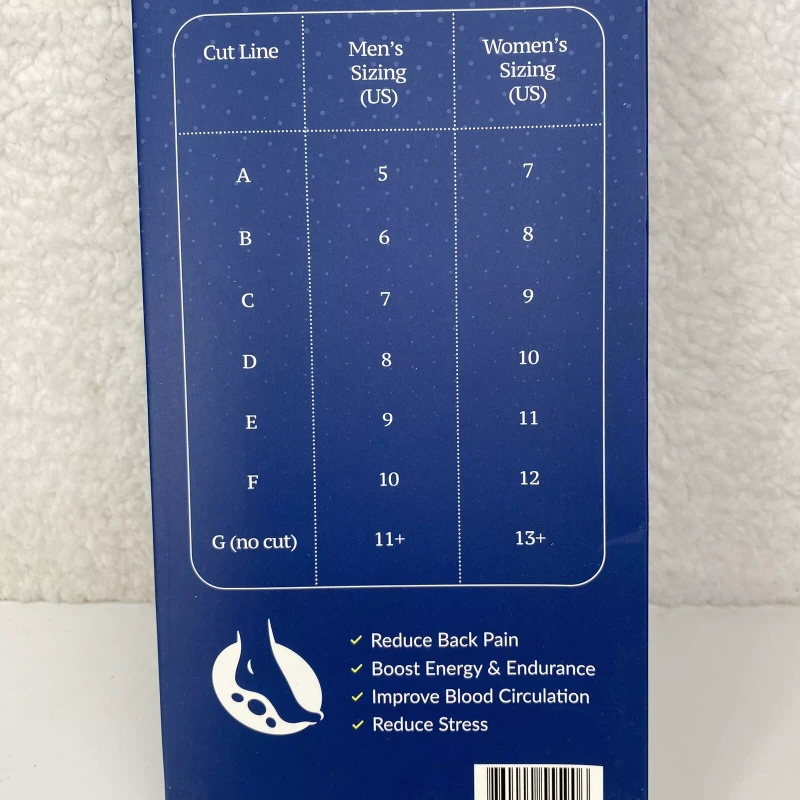 Cut Line Men's Sizing (US) Women's Sizing (US)
A 5 7
B 6 8
C 7 9
D 8 10
E 9 11
F 10 12
G (no cut) 11+ 13+
Reduce Back Pain
Boost Energy & Endurance
Improve Blood Circulation
Reduce Stress